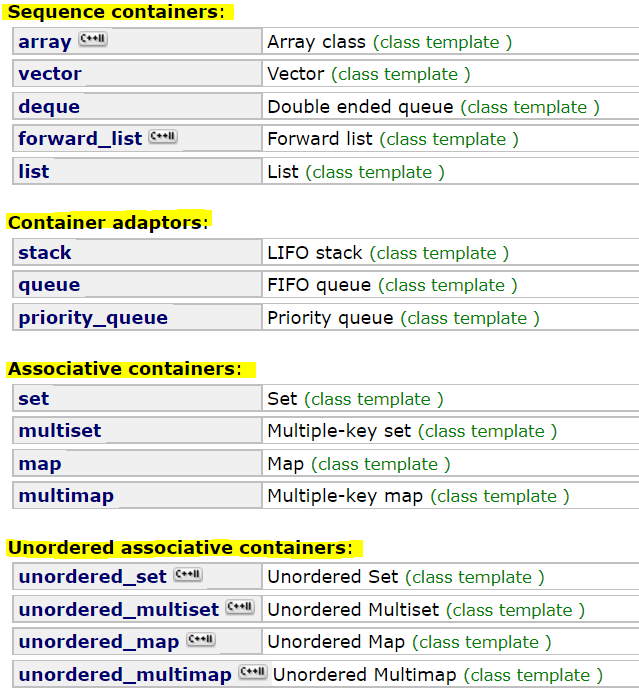 Sequence containers:
array C++11 Array class (class template )
vector Vector (class template )
deque Double ended queue (class template )
forward_list C++11 Forward list (class template )
list List (class template )
Container adaptors:
stack LIFO stack (class template )
queue FIFO queue (class template )
priority_queue Priority queue (class template )
Associative containers:
set Set (class template )
multiset Multiple-key set (class template )
map Map (class template )
multimap Multiple-key map (class template )
Unordered associative containers:
unordered_set C++11 Unordered Set (class template )
unordered_multiset C++11 Unordered Multiset (class template )
unordered_map C++11 Unordered Map (class template )
unordered_multimap C++11 Unordered Multimap (class template )